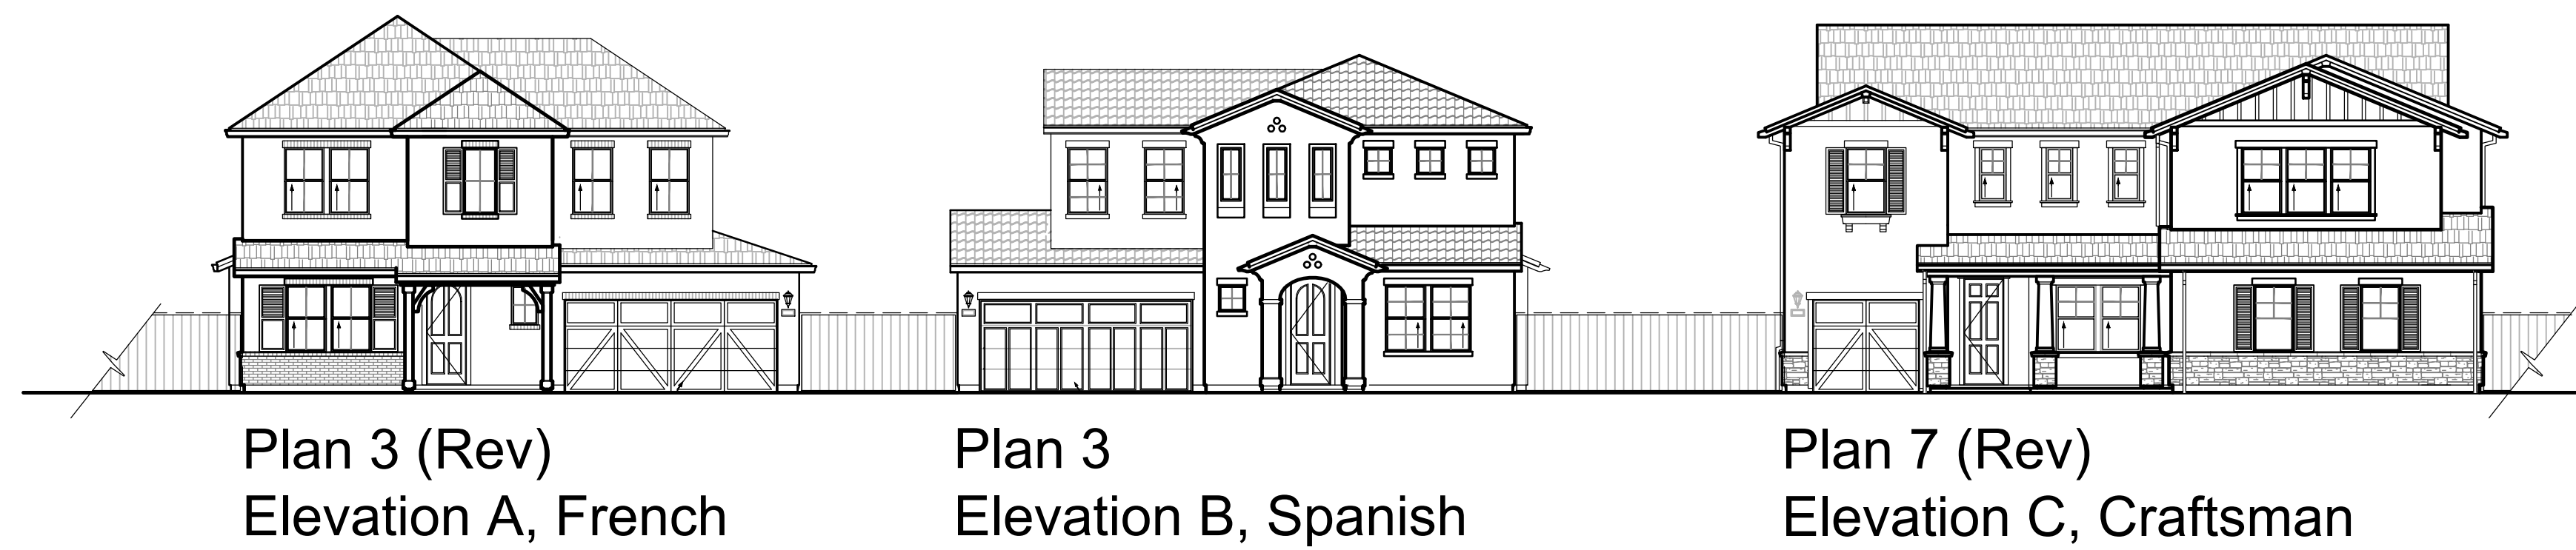 Plan 3 (Rev)
Elevation A, French
Plan 3
Elevation B, Spanish
Plan 7 (Rev)
Elevation C, Craftsman